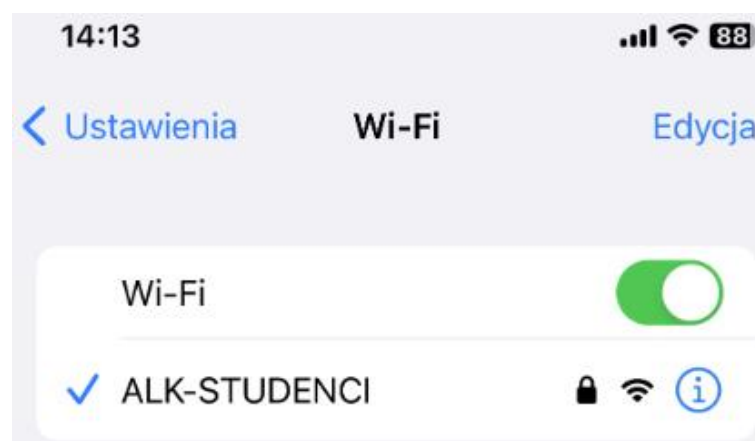 14:13 88
Ustawienia Wi-Fi Edycja
Wi-Fi
ALK-STUDENCI